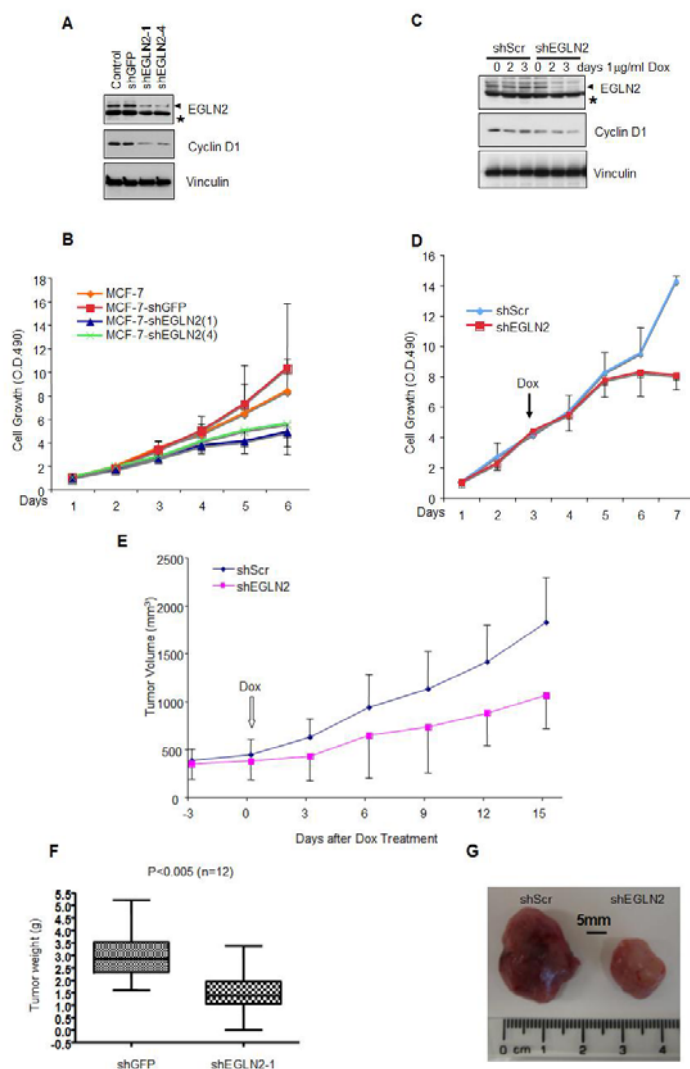 A
Control
shGFP
shEGLN2-1
shEGLN2-4
EGLN2
*
Cyclin D1
Vinculin
C
shScr shEGLN2
0 2 3 0 2 3 days 1µg/ml Dox
EGLN2
*
Cyclin D1
Vinculin
B
18
16
14
12
10
8
6
4
2
0
Cell Growth (O.D.490)
MCF-7
MCF-7-shGFP
MCF-7-shEGLN2(1)
MCF-7-shEGLN2(4)
Days 1 2 3 4 5 6
D
16
14
12
10
8
6
4
2
0
Cell Growth (O.D.490)
shScr
shEGLN2
Dox
Days 1 2 3 4 5 6 7
E
2500
2000
1500
1000
500
0
Tumor Volume (mm³)
shScr
shEGLN2
Dox
-3 0 3 6 9 12 15
Days after Dox Treatment
F
P<0.005 (n=12)
5.5
5.0
4.5
4.0
3.5
3.0
2.5
2.0
1.5
1.0
0.5
0.0
-0.5
Tumor weight (g)
shGFP shEGLN2-1
G
shScr shEGLN2
5mm
0 cm 1 2 3 4